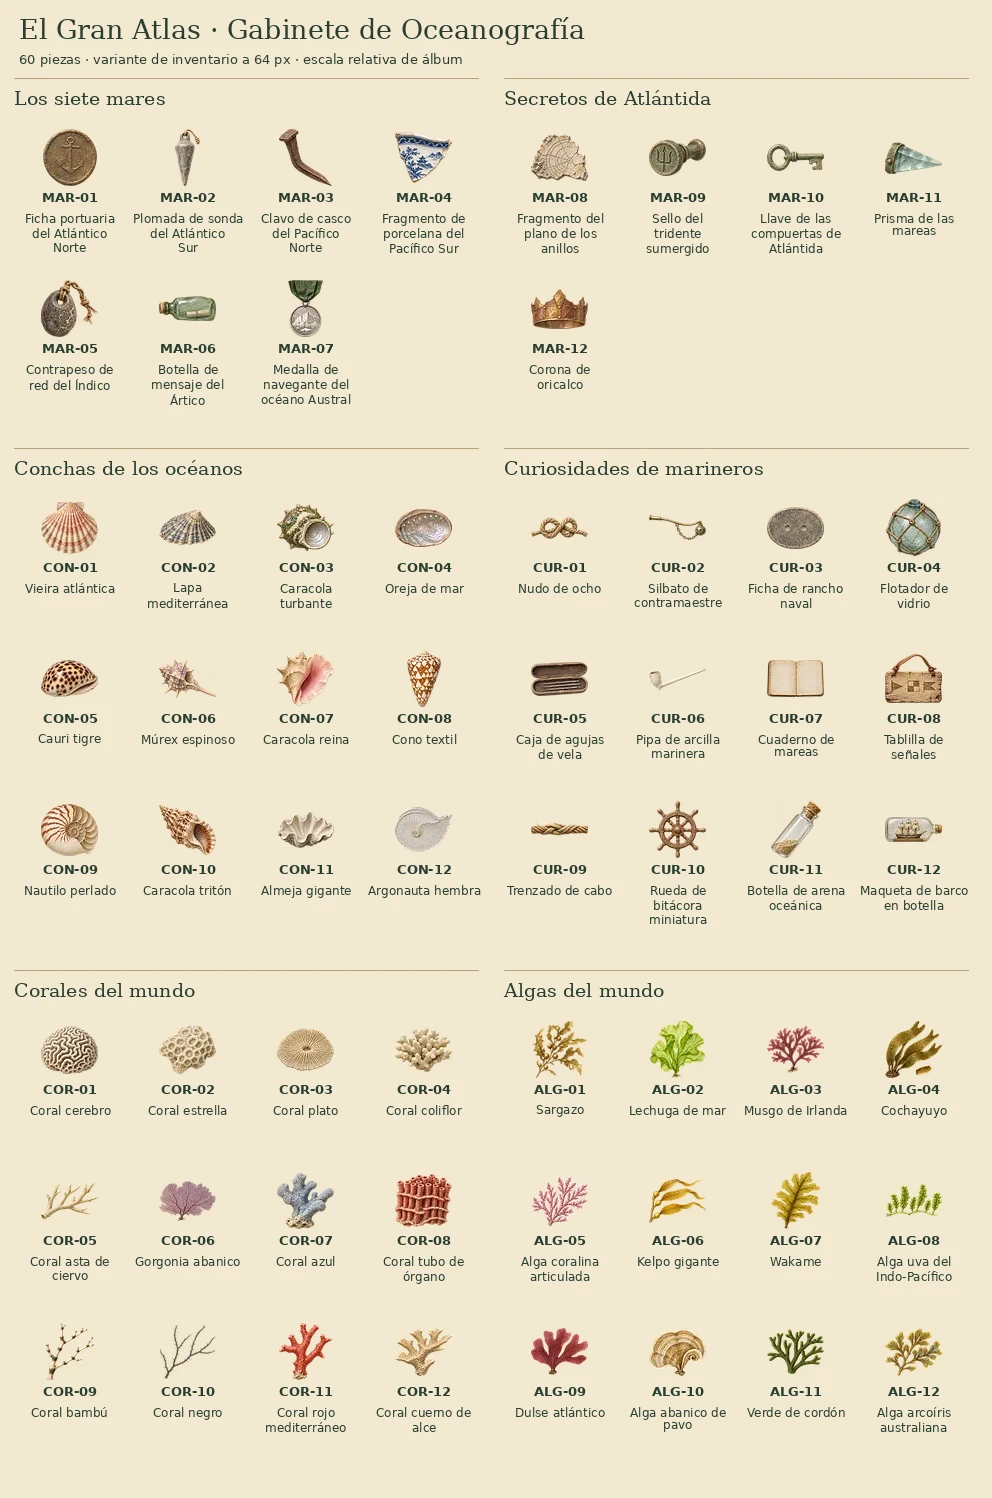 El Gran Atlas · Gabinete de Oceanografía
60 piezas · variante de inventario a 64 px · escala relativa de álbum
Los siete mares
MAR-01
Ficha portuaria
del Atlántico
Norte
MAR-02
Plomada de sonda
del Atlántico
Sur
MAR-03
Clavo de casco
del Pacífico
Norte
MAR-04
Fragmento de
porcelana del
Pacífico Sur
MAR-05
Contrapeso de
red del Índico
MAR-06
Botella de
mensaje del
Ártico
MAR-07
Medalla de
navegante del
océano Austral
Secretos de Atlántida
MAR-08
Fragmento del
plano de los
anillos
MAR-09
Sello del
tridente
sumergido
MAR-10
Llave de las
compuertas de
Atlántida
MAR-11
Prisma de las
mareas
MAR-12
Corona de
oricalco
Conchas de los océanos
CON-01
Vieira atlántica
CON-02
Lapa
mediterránea
CON-03
Caracola
turbante
CON-04
Oreja de mar
CON-05
Cauri tigre
CON-06
Múrex espinoso
CON-07
Caracola reina
CON-08
Cono textil
CON-09
Nautilo perlado
CON-10
Caracola tritón
CON-11
Almeja gigante
CON-12
Argonauta hembra
Curiosidades de marineros
CUR-01
Nudo de ocho
CUR-02
Silbato de
contramaestre
CUR-03
Ficha de rancho
naval
CUR-04
Flotador de
vidrio
CUR-05
Caja de agujas
de vela
CUR-06
Pipa de arcilla
marinera
CUR-07
Cuaderno de
mareas
CUR-08
Tablilla de
señales
CUR-09
Trenzado de cabo
CUR-10
Rueda de
bitácora
miniatura
CUR-11
Botella de arena
oceánica
CUR-12
Maqueta de barco
en botella
Corales del mundo
COR-01
Coral cerebro
COR-02
Coral estrella
COR-03
Coral plato
COR-04
Coral coliflor
COR-05
Coral asta de
ciervo
COR-06
Gorgonia abanico
COR-07
Coral azul
COR-08
Coral tubo de
órgano
COR-09
Coral bambú
COR-10
Coral negro
COR-11
Coral rojo
mediterráneo
COR-12
Coral cuerno de
alce
Algas del mundo
ALG-01
Sargazo
ALG-02
Lechuga de mar
ALG-03
Musgo de Irlanda
ALG-04
Cochayuyo
ALG-05
Alga coralina
articulada
ALG-06
Kelpo gigante
ALG-07
Wakame
ALG-08
Alga uva del
Indo-Pacífico
ALG-09
Dulse atlántico
ALG-10
Alga abanico de
pavo
ALG-11
Verde de cordón
ALG-12
Alga arcoíris
australiana